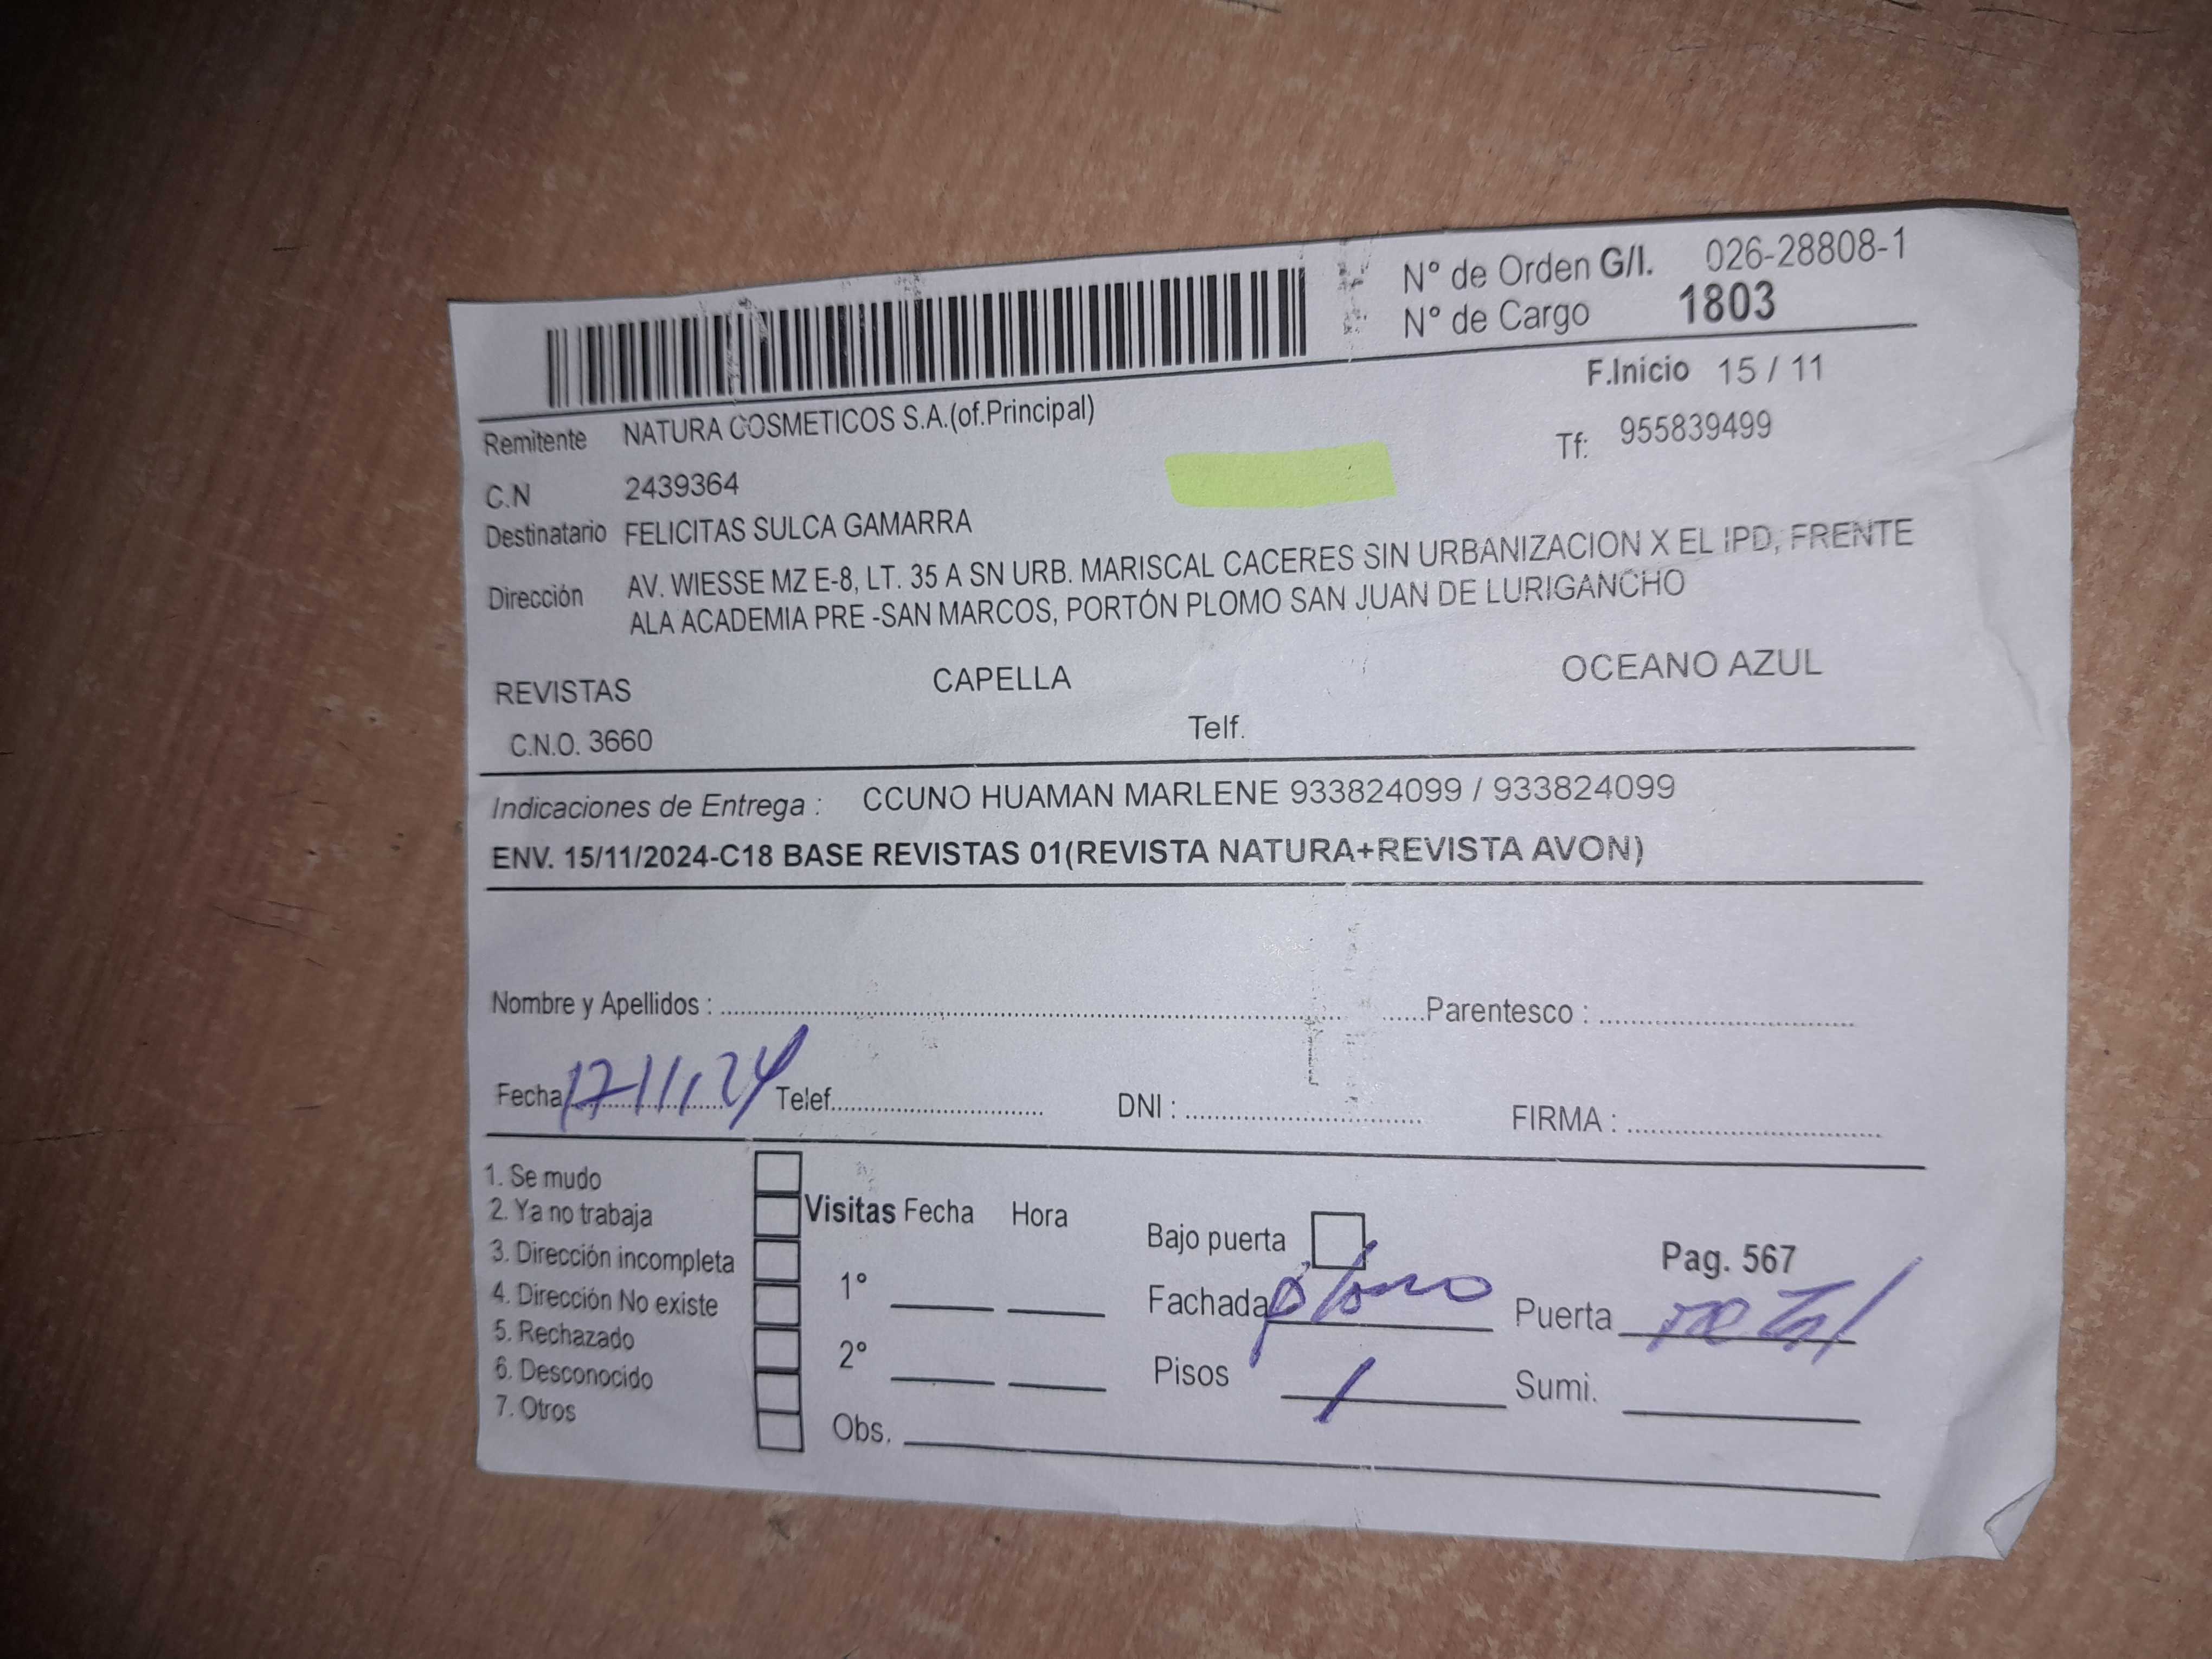 N° de Orden G/I. 026-28808-1
N° de Cargo 1803
F.Inicio 15 / 11
Remitente NATURA COSMETICOS S.A.(of.Principal)
Tf: 955839499
C.N 2439364
Destinatario FELICITAS SULCA GAMARRA
Dirección AV. WIESSE MZ E-8, LT. 35 A SN URB. MARISCAL CACERES SIN URBANIZACION X EL IPD, FRENTE
ALA ACADEMIA PRE -SAN MARCOS, PORTÓN PLOMO SAN JUAN DE LURIGANCHO
REVISTAS CAPELLA OCEANO AZUL
C.N.O. 3660 Telf.
Indicaciones de Entrega : CCUNO HUAMAN MARLENE 933824099 / 933824099
ENV. 15/11/2024-C18 BASE REVISTAS 01(REVISTA NATURA+REVISTA AVON)
Nombre y Apellidos : Parentesco :
Fecha 17-11,24 Telef. DNI : FIRMA :
1. Se mudo
2. Ya no trabaja
3. Dirección incompleta
4. Dirección No existe
5. Rechazado
6. Desconocido
7. Otros
Visitas Fecha Hora
1°
2°
Obs.
Bajo puerta
Pag. 567
Fachada plomo Puerta metal
Pisos 1 Sumi.